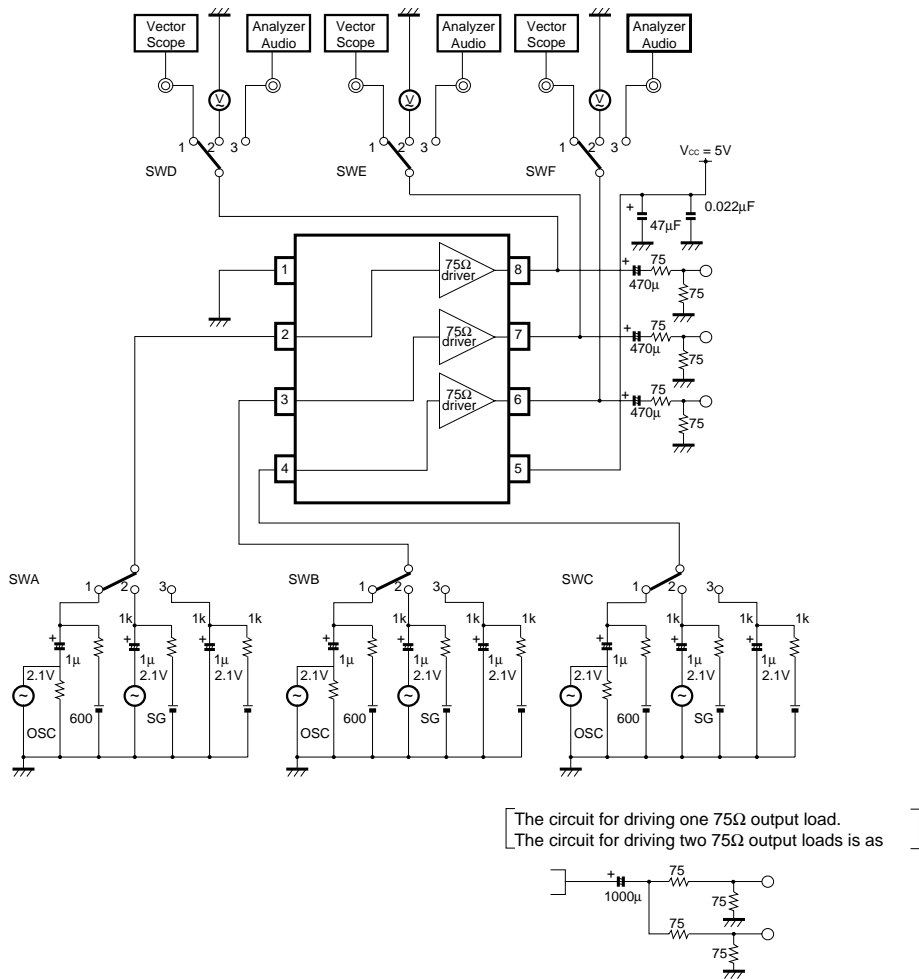 Vector Scope
Analyzer Audio
Vector Scope
Analyzer Audio
Vector Scope
Analyzer Audio
V
V
V
1 2 3
1 2 3
1 2 3
SWD
SWE
SWF
VCC = 5V
+
47µF
0.022µF
1
75Ω driver
8
+
470µ
75
75
2
75Ω driver
7
+
470µ
75
75
3
75Ω driver
6
+
470µ
75
75
4
5
SWA
1 2 3
SWB
1 2 3
SWC
1 2 3
+
1µ
2.1V
1k
+
1µ
2.1V
1k
+
1µ
2.1V
1k
OSC
600
SG
+
1µ
2.1V
1k
+
1µ
2.1V
1k
+
1µ
2.1V
1k
OSC
600
SG
+
1µ
2.1V
1k
+
1µ
2.1V
1k
+
1µ
2.1V
1k
OSC
600
SG
The circuit for driving one 75Ω output load.
The circuit for driving two 75Ω output loads is as
+
1000µ
75
75
75
75